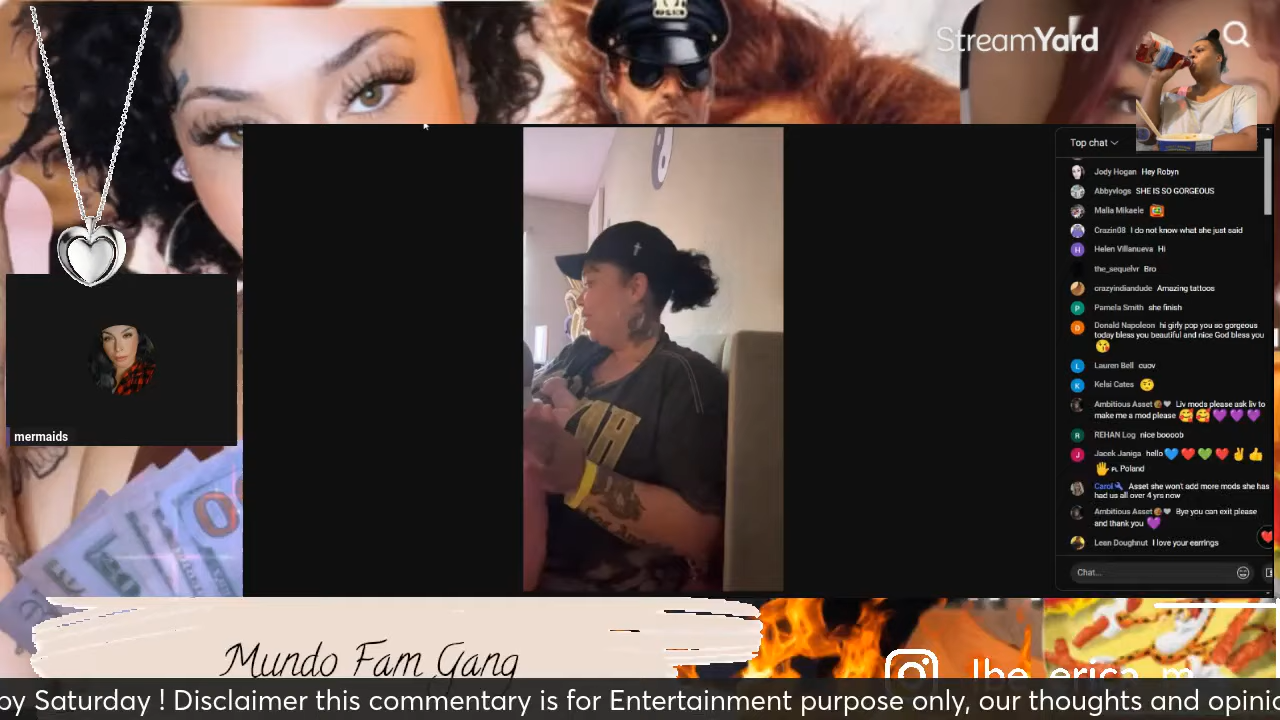 StreamYard
Top chat
Jody Hogan Hey Robyn
Abbyvlogs SHE IS SO GORGEOUS
Malia Mikaele
Crazin08 I do not know what she just said
Helen Villanueva Hi
the_sequelvr Bro
crazyindiandude Amazing tattoos
Pamela Smith she finish
Donald Napoleon hi girly pop you so gorgeous
today bless you beautiful and nice God bless you
Lauren Bell cuov
Kelsi Cates
Ambitious Asset Liv mods please ask liv to
make me a mod please
REHAN Log nice boooob
Jacek Janiga hello
Poland
Carol Asset she won't add more mods she has
had us all over 4 yrs now
Ambitious Asset Bye you can exit please
and thank you
Lean Doughnut I love your earrings
Chat...
mermaids
Mundo Fam Gang
by Saturday ! Disclaimer this commentary is for Entertainment purpose only, our thoughts and opinio